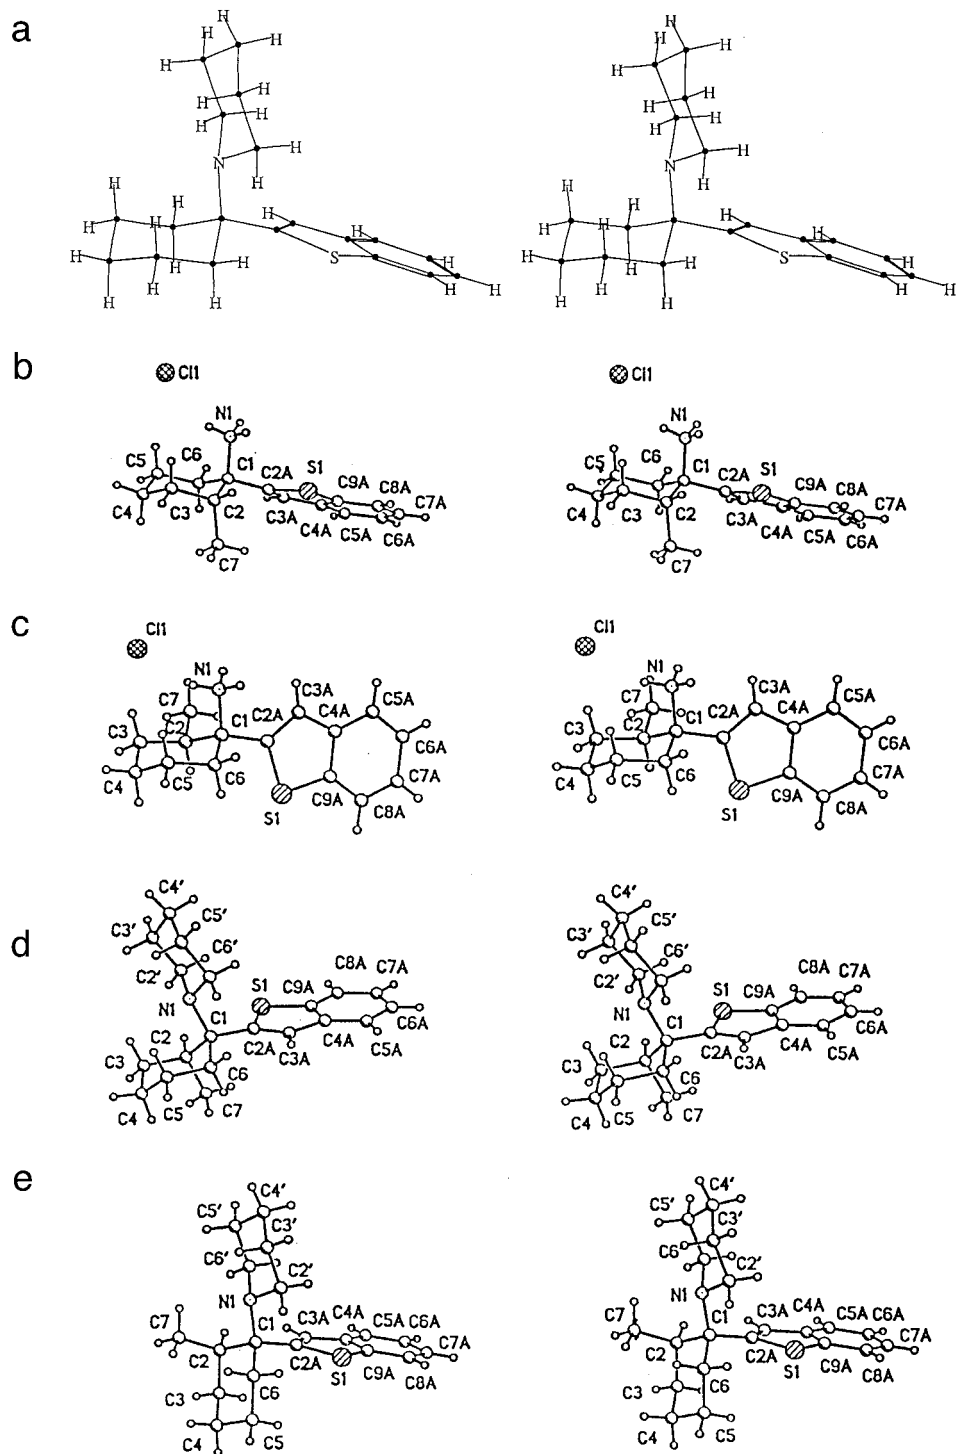 a
H H
H H H
H H H H
H H H H
H H
N H N H
H H H H
H H H H H H
H H H H H H
H S H H S H
H H H H H H
H H H H H H
b
Cl1 Cl1
N1 N1
C5 C6 C1 C2A S1 C9A C8A C7A
C4 C3 C2 C3A C4A C5A C6A
C7
C5 C6 C1 C2A S1 C9A C8A C7A
C4 C3 C2 C3A C4A C5A C6A
C7
c
Cl1 Cl1
N1 C3A C5A
C7 C2A C4A
C3 C2 C1 C6A
C4 C5 C6 C9A C7A
S1 C8A
N1 C3A C5A
C7 C2A C4A
C3 C2 C1 C6A
C4 C5 C6 C9A C7A
S1 C8A
d
C4' C5'
C3' C6'
C2' S1 C9A C8A C7A
N1 C1 C6A
C2 C2A C3A C4A C5A
C3 C6
C4 C5 C7
C4' C5'
C3' C6'
C2' S1 C9A C8A C7A
N1 C1 C6A
C2 C2A C3A C4A C5A
C3 C6
C4 C5 C7
e
C4'
C5' C3'
C6' C2'
N1 C3A C4A C5A C6A
C7 C1 C7A
C2 C2A S1 C9A C8A
C3 C6
C4 C5
C4'
C5' C3'
C6 C2'
N1 C3A C4A C5A C6A
C7 C1 C7A
C2 C2A S1 C9A C8A
C3 C6
C4 C5